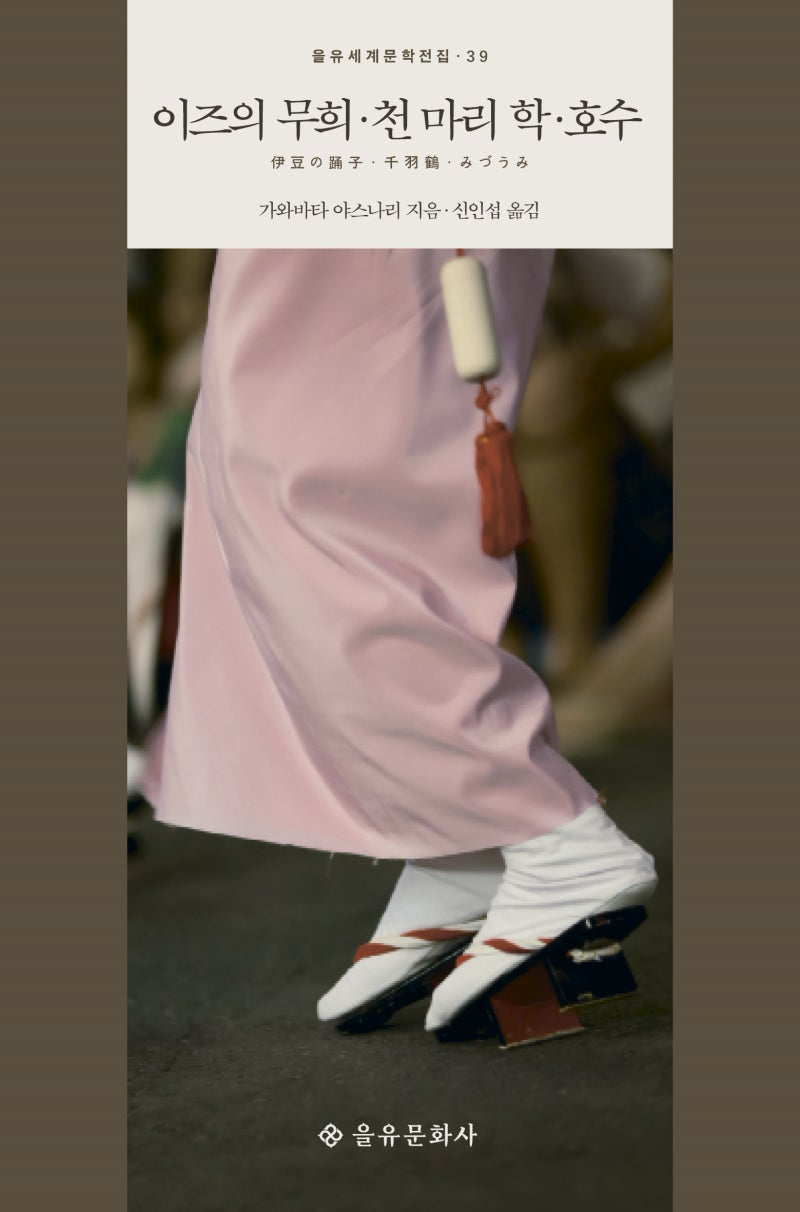 을유세계문학전집·39
이즈의 무희·천 마리 학·호수
伊豆の踊子·千羽鶴·みづうみ
가와바타 야스나리 지음·신인섭 옮김
을유문화사